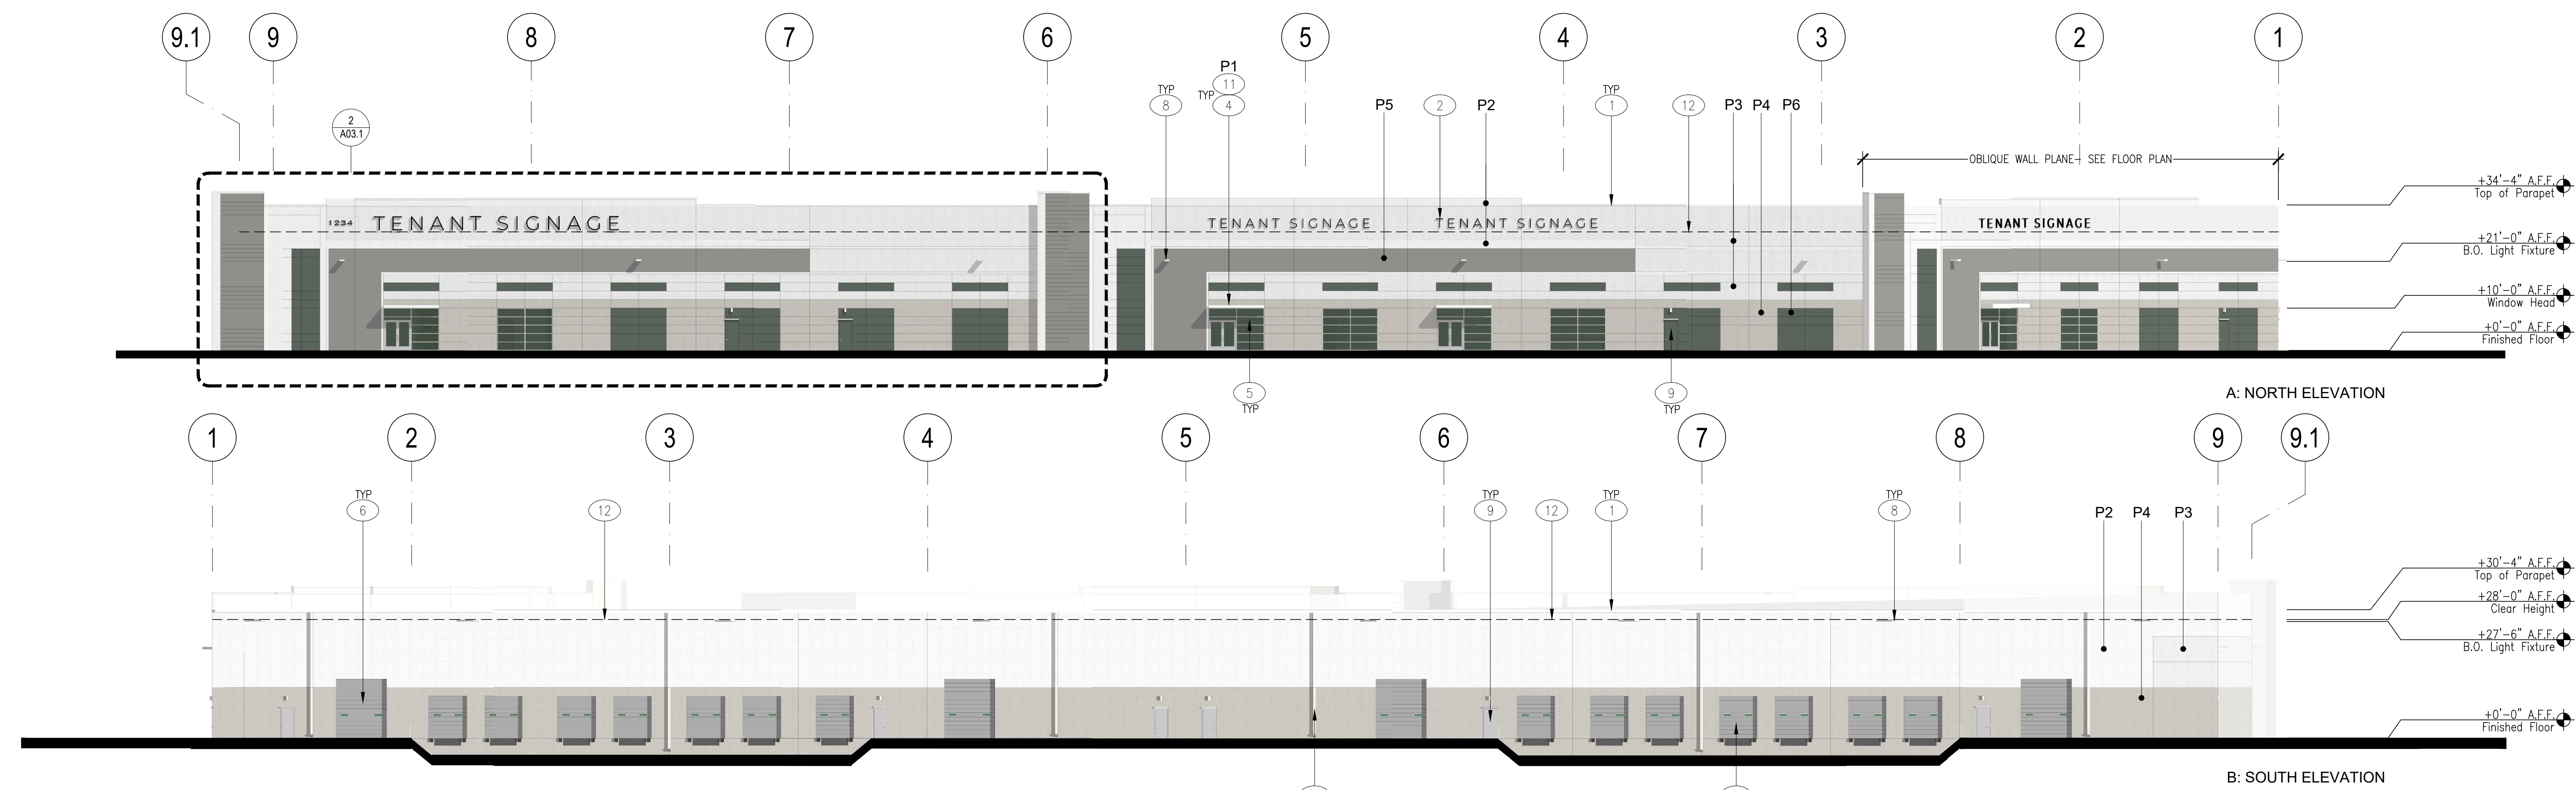 9.1
9
8
7
6
5
4
3
2
1
P1
11
TYP
8
TYP
4
P5
2
P2
TYP
1
12
P3
P4
P6
2
A03.1
OBLIQUE WALL PLANE - SEE FLOOR PLAN
+34'-4" A.F.F.
Top of Parapet
1234
TENANT SIGNAGE
TENANT SIGNAGE
TENANT SIGNAGE
TENANT SIGNAGE
+21'-0" A.F.F.
B.O. Light Fixture
+10'-0" A.F.F.
Window Head
+0'-0" A.F.F.
Finished Floor
5
TYP
9
TYP
A: NORTH ELEVATION
1
2
3
4
5
6
7
8
9
9.1
TYP
6
12
TYP
9
12
TYP
1
TYP
8
P2
P4
P3
+30'-4" A.F.F.
Top of Parapet
+28'-0" A.F.F.
Clear Height
+27'-6" A.F.F.
B.O. Light Fixture
+0'-0" A.F.F.
Finished Floor
B: SOUTH ELEVATION